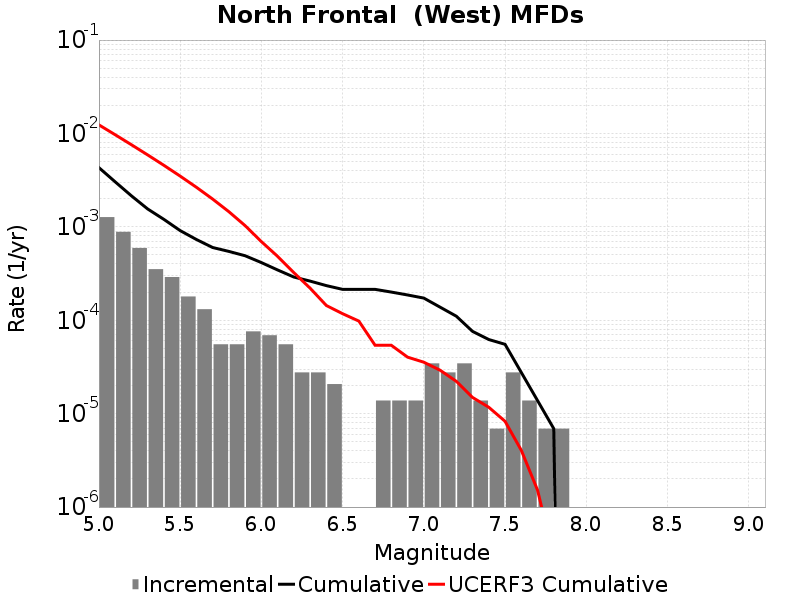 North Frontal  (West) MFDs
10-1
10-2
10-3
10-4
10-5
10-6
Rate (1/yr)
5.0 5.5 6.0 6.5 7.0 7.5 8.0 8.5 9.0
Magnitude
Incremental Cumulative UCERF3 Cumulative